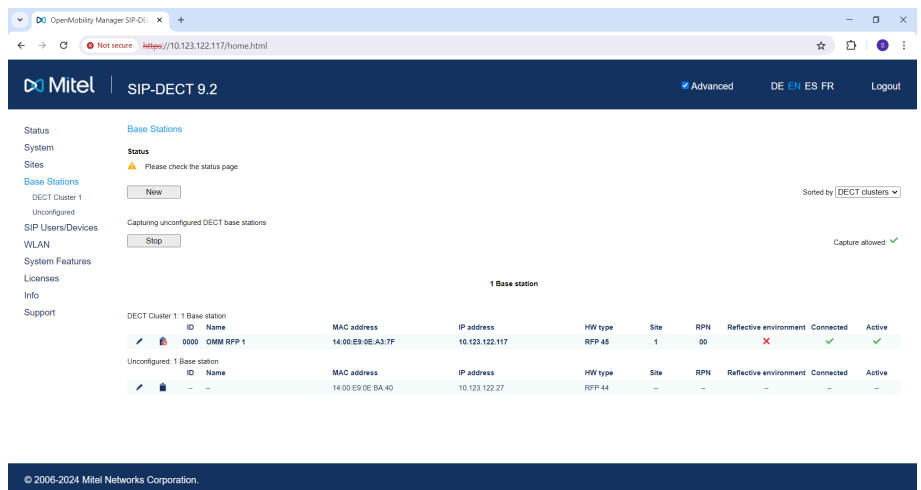 OpenMobility Manager SIP-DEC
Not secure https://10.123.122.117/home.html
S
Mitel SIP-DECT 9.2 Advanced DE EN ES FR Logout
Status
System
Sites
Base Stations
DECT Cluster 1
Unconfigured
SIP Users/Devices
WLAN
System Features
Licenses
Info
Support
Base Stations
Status
Please check the status page.
New
Sorted by DECT clusters
Capturing unconfigured DECT base stations
Stop
Capture allowed:
1 Base station
DECT Cluster 1: 1 Base station
ID Name MAC address IP address HW type Site RPN Reflective environment Connected Active
0000 OMM RFP 1 14:00:E9:0E:A3:7F 10.123.122.117 RFP 45 1 00
Unconfigured: 1 Base station
ID Name MAC address IP address HW type Site RPN Reflective environment Connected Active
– – 14:00:E9:0E:BA:40 10.123.122.27 RFP 44 – – – – –
© 2006-2024 Mitel Networks Corporation.